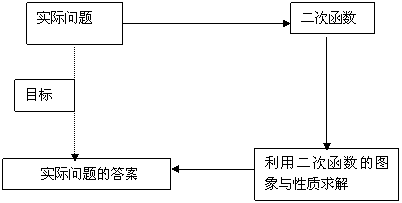 实际问题
二次函数
目标
实际问题的答案
利用二次函数的图
象与性质求解